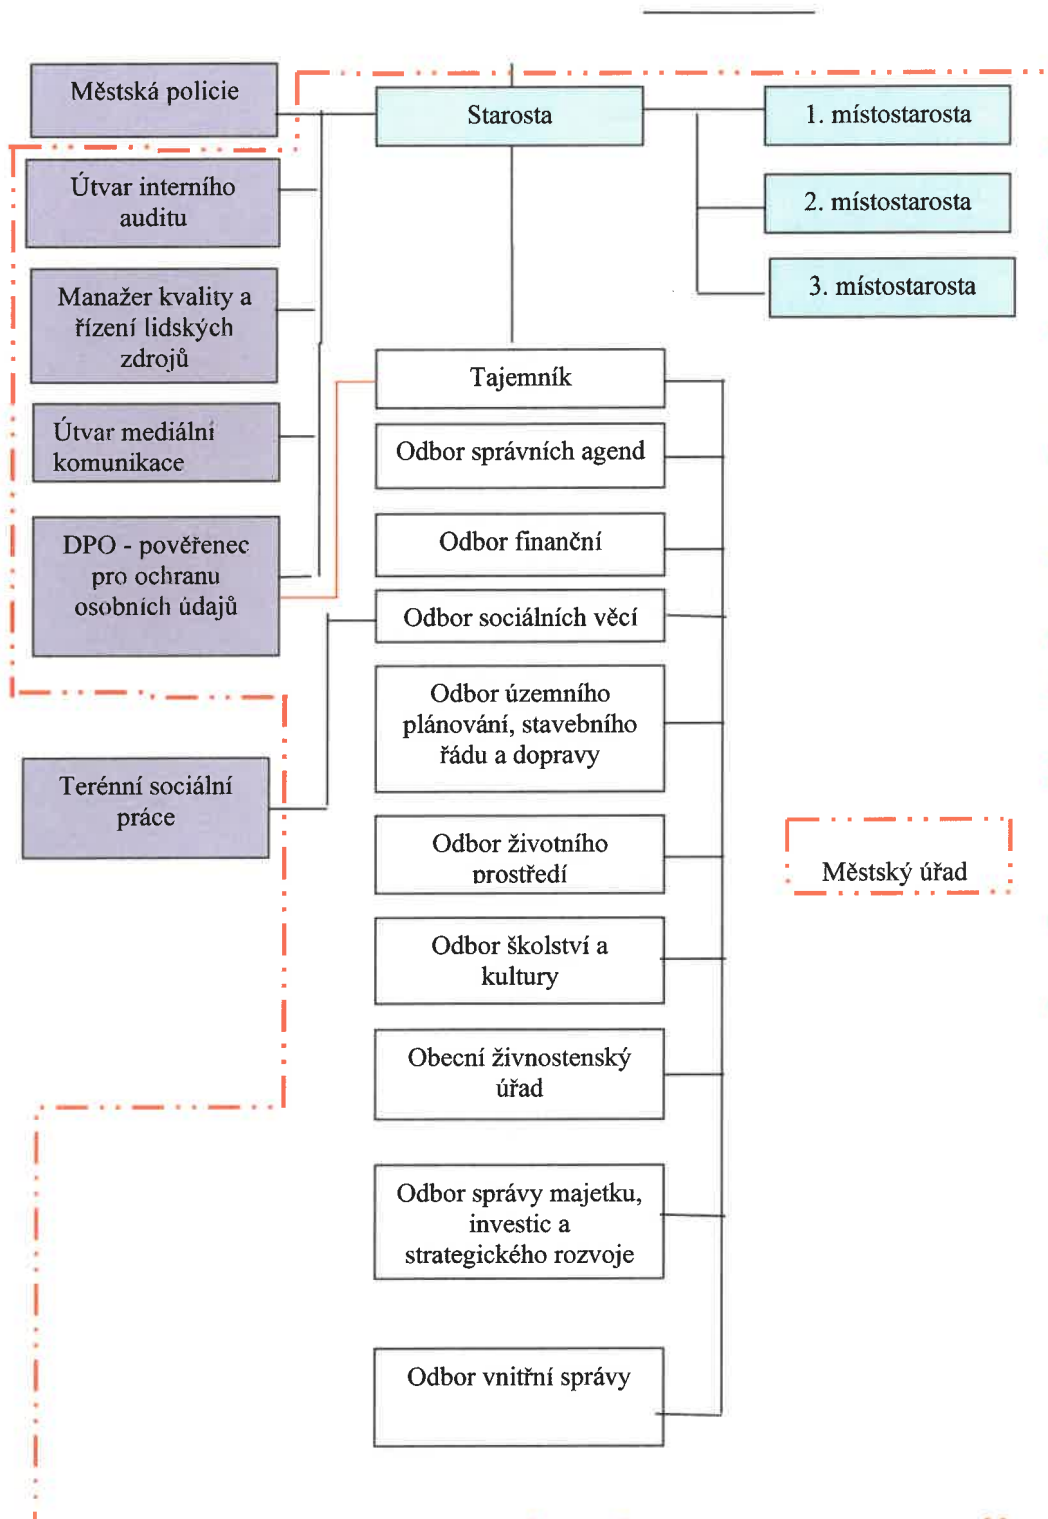 Městská policie
Starosta
1. místostarosta
Útvar interního
auditu
2. místostarosta
Manažer kvality a
řízení lidských
zdrojů
3. místostarosta
Tajemník
Útvar mediální
komunikace
Odbor správních agend
DPO - pověřenec
pro ochranu
osobních údajů
Odbor finanční
Odbor sociálních věcí
Odbor územního
plánování, stavebního
řádu a dopravy
Terénní sociální
práce
Odbor životního
prostředí
Městský úřad
Odbor školství a
kultury
Obecní živnostenský
úřad
Odbor správy majetku,
investic a
strategického rozvoje
Odbor vnitřní správy